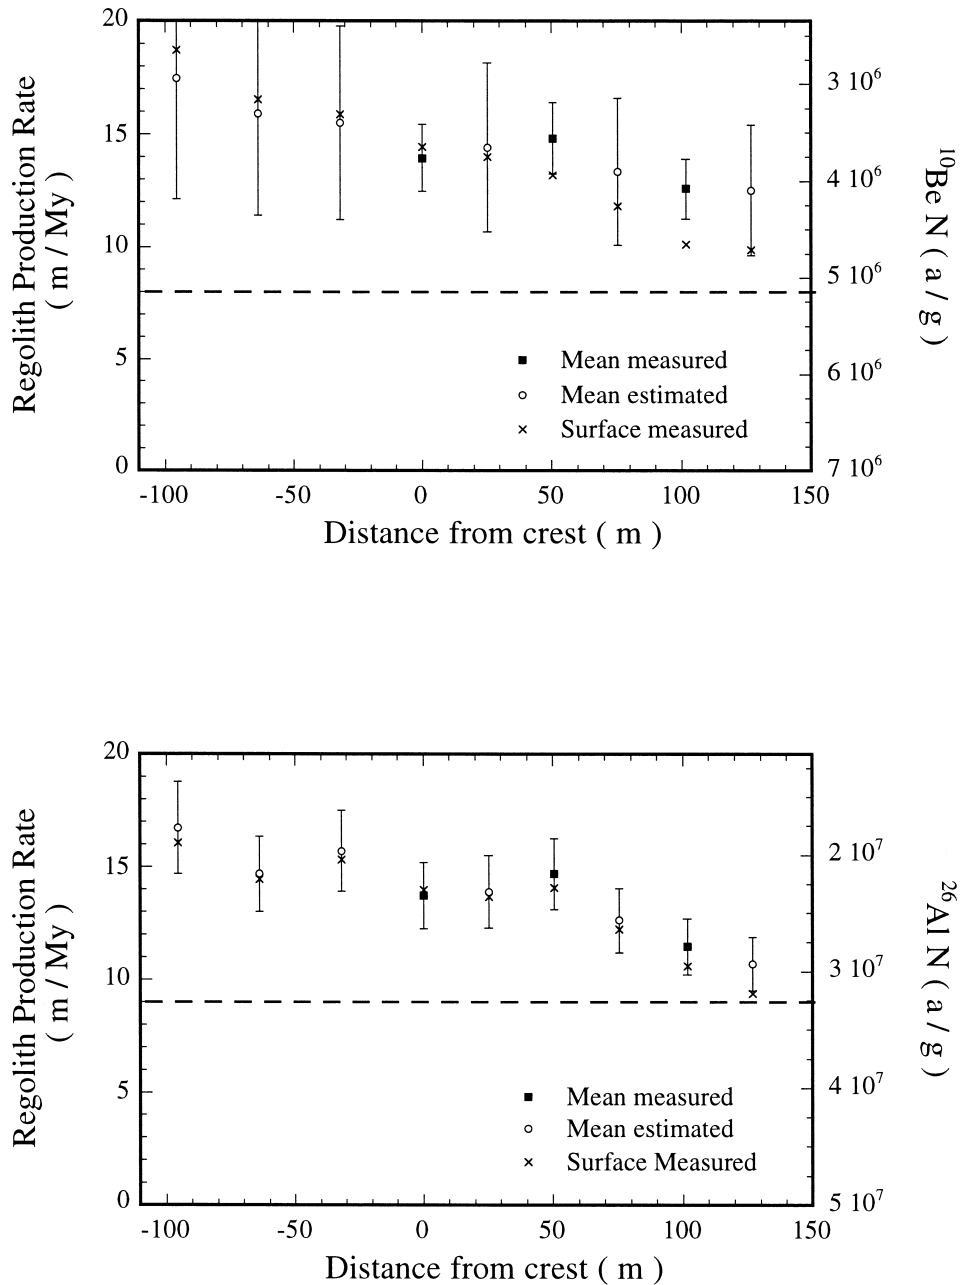 20
15
10
5
0
Regolith Production Rate
( m / My )
3 10⁶
4 10⁶
5 10⁶
6 10⁶
7 10⁶
¹⁰Be N ( a / g )
Mean measured
Mean estimated
Surface measured
-100 -50 0 50 100 150
Distance from crest ( m )
20
15
10
5
0
Regolith Production Rate
( m / My )
2 10⁷
3 10⁷
4 10⁷
5 10⁷
²⁶Al N ( a / g )
Mean measured
Mean estimated
Surface Measured
-100 -50 0 50 100 150
Distance from crest ( m )